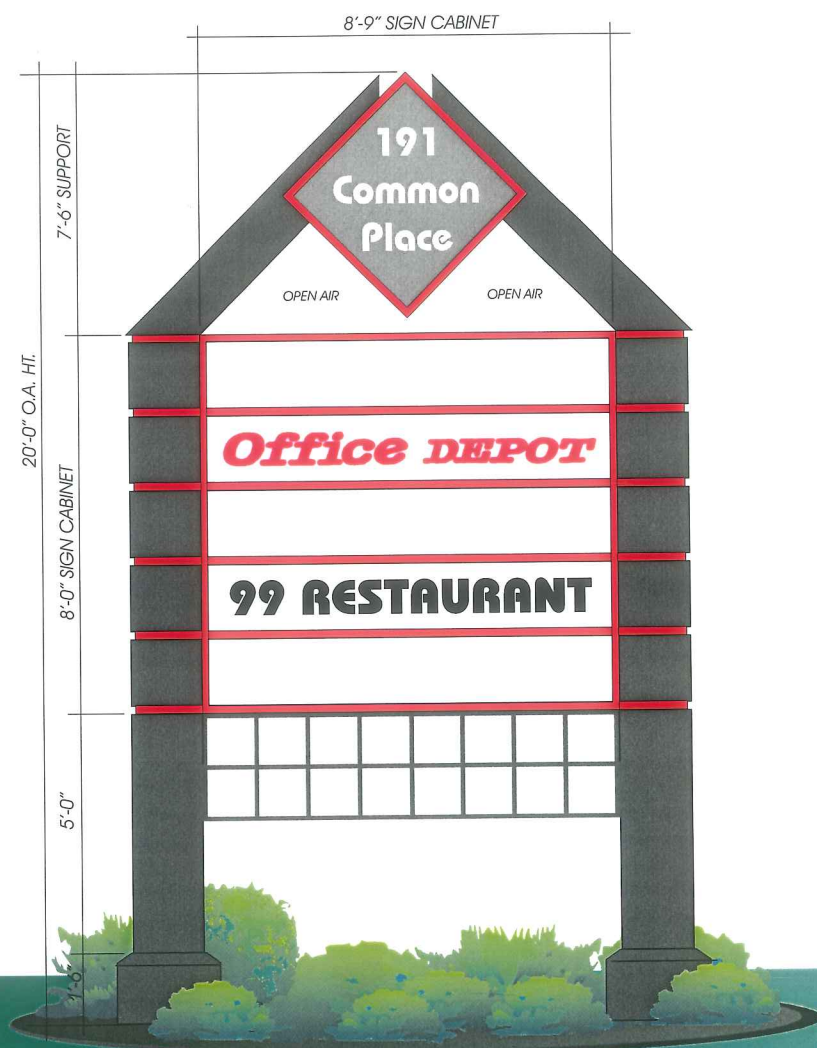 8'-9" SIGN CABINET
7'-6" SUPPORT
191
Common
Place
OPEN AIR
OPEN AIR
20'-0" O.A. HT.
8'-0" SIGN CABINET
Office DEPOT
99 RESTAURANT
5'-0"